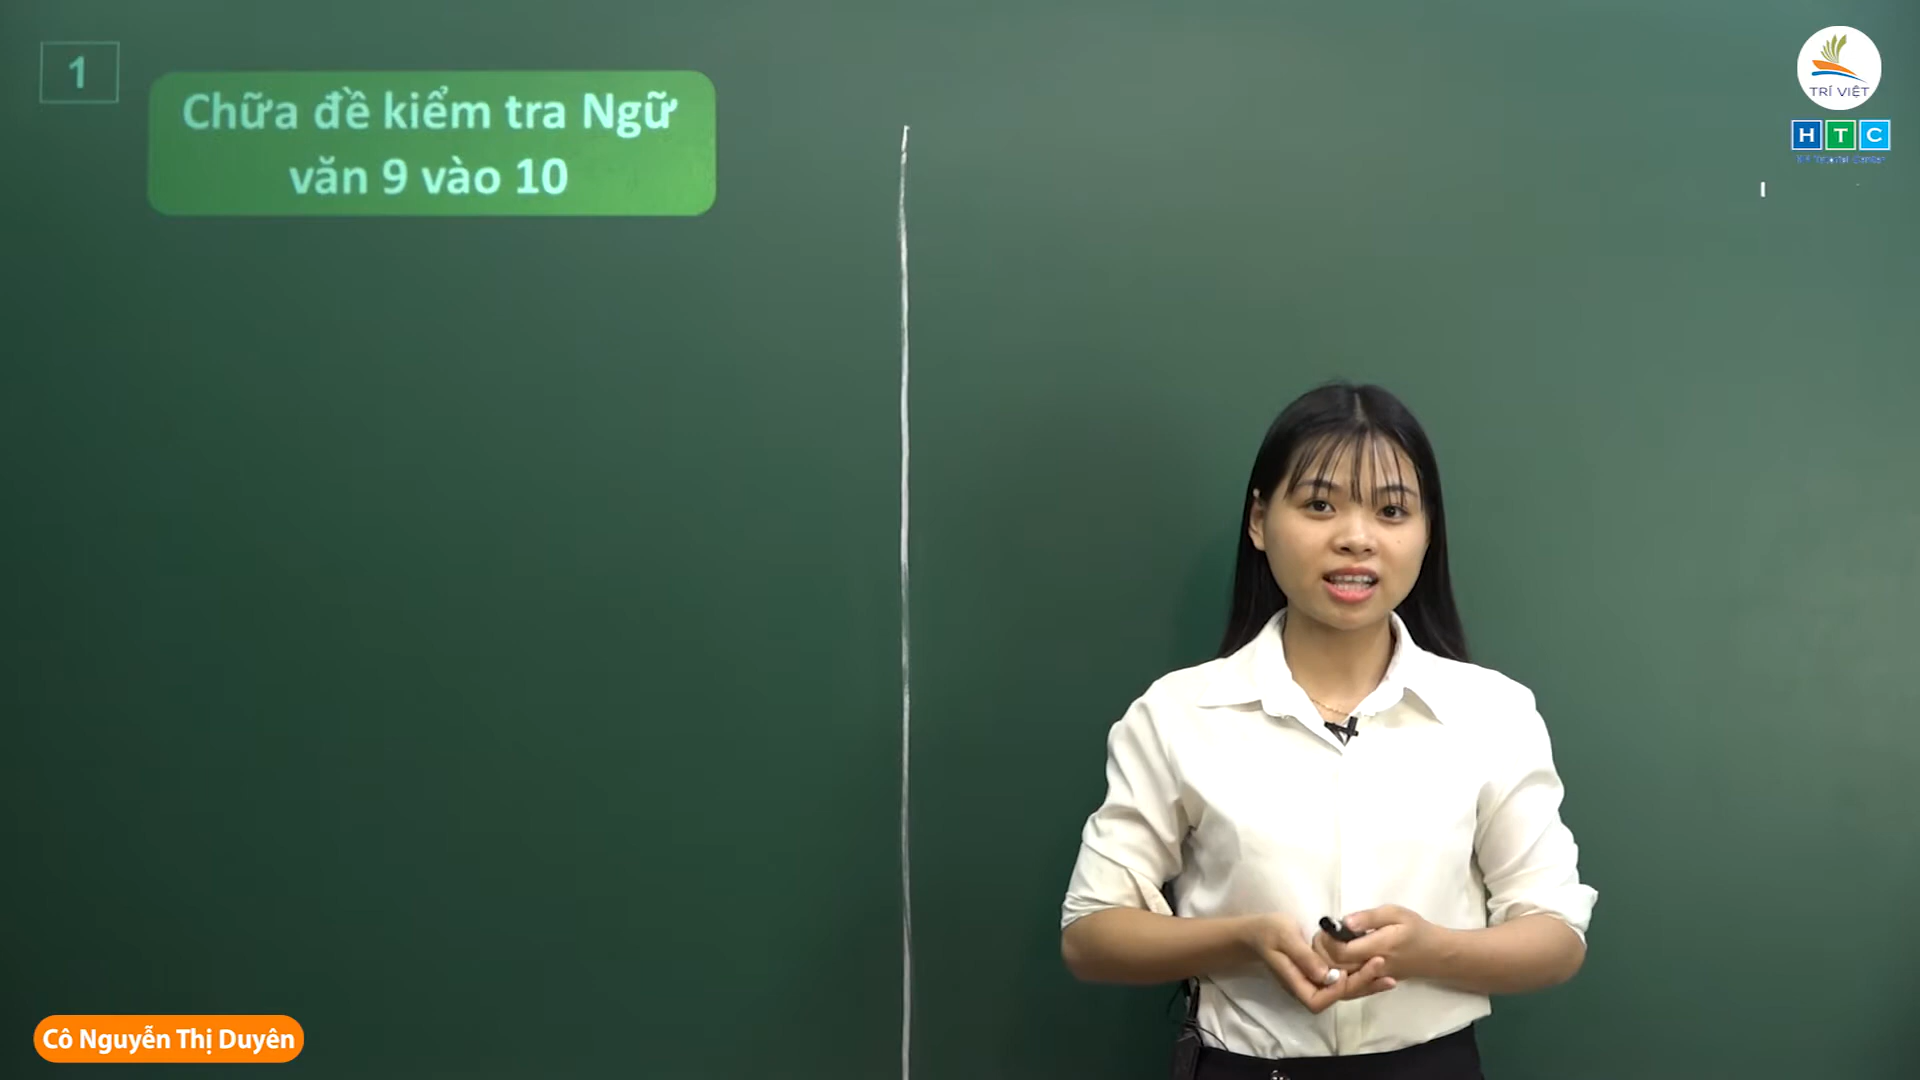 1
Chữa đề kiểm tra Ngữ
văn 9 vào 10
TRÍ VIỆT
H T C
Cô Nguyễn Thị Duyên